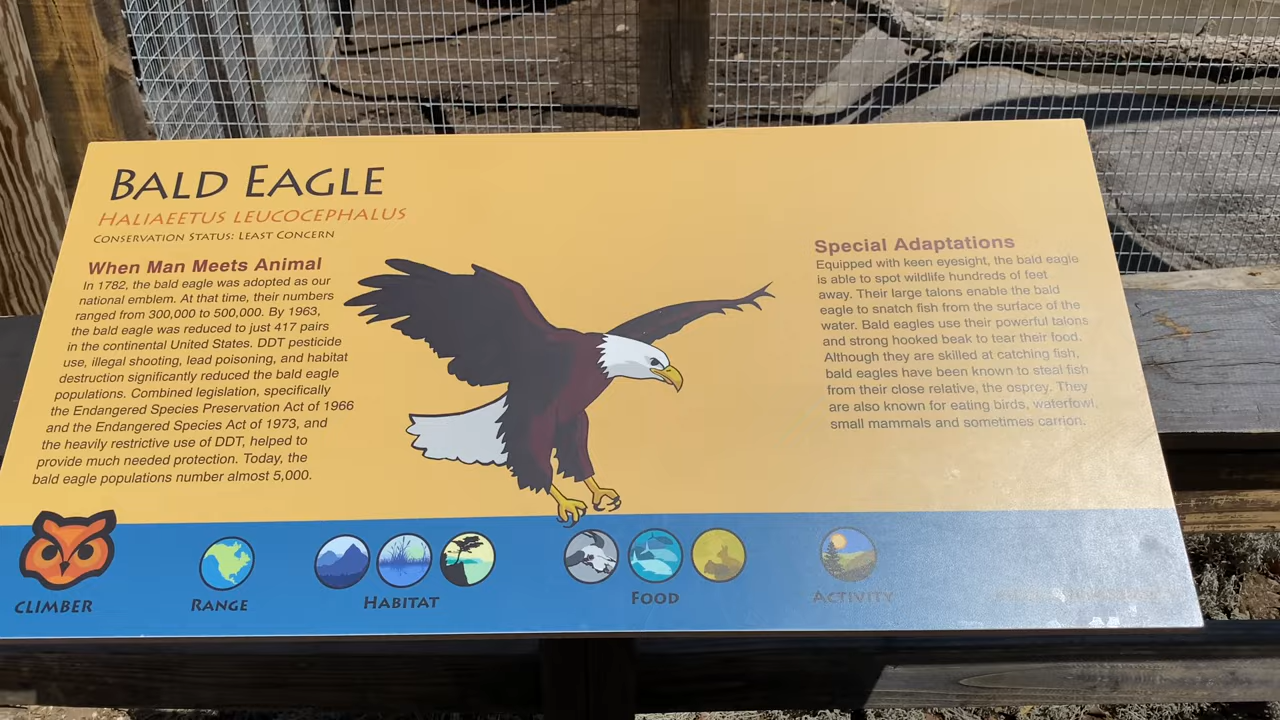 BALD EAGLE
HALIAEETUS LEUCOCEPHALUS
CONSERVATION STATUS: LEAST CONCERN
When Man Meets Animal
In 1782, the bald eagle was adopted as our
national emblem. At that time, their numbers
ranged from 300,000 to 500,000. By 1963,
the bald eagle was reduced to just 417 pairs
in the continental United States. DDT pesticide
use, illegal shooting, lead poisoning, and habitat
destruction significantly reduced the bald eagle
populations. Combined legislation, specifically
the Endangered Species Preservation Act of 1966
and the Endangered Species Act of 1973, and
the heavily restrictive use of DDT, helped to
provide much needed protection. Today, the
bald eagle populations number almost 5,000.
Special Adaptations
Equipped with keen eyesight, the bald eagle
is able to spot wildlife hundreds of feet
away. Their large talons enable the bald
eagle to snatch fish from the surface of the
water. Bald eagles use their powerful talons
and strong hooked beak to tear their food.
Although they are skilled at catching fish,
bald eagles have been known to steal fish
from their close relative, the osprey. They
are also known for eating birds, waterfowl,
small mammals and sometimes carrion.
CLIMBER
RANGE
HABITAT
FOOD
ACTIVITY